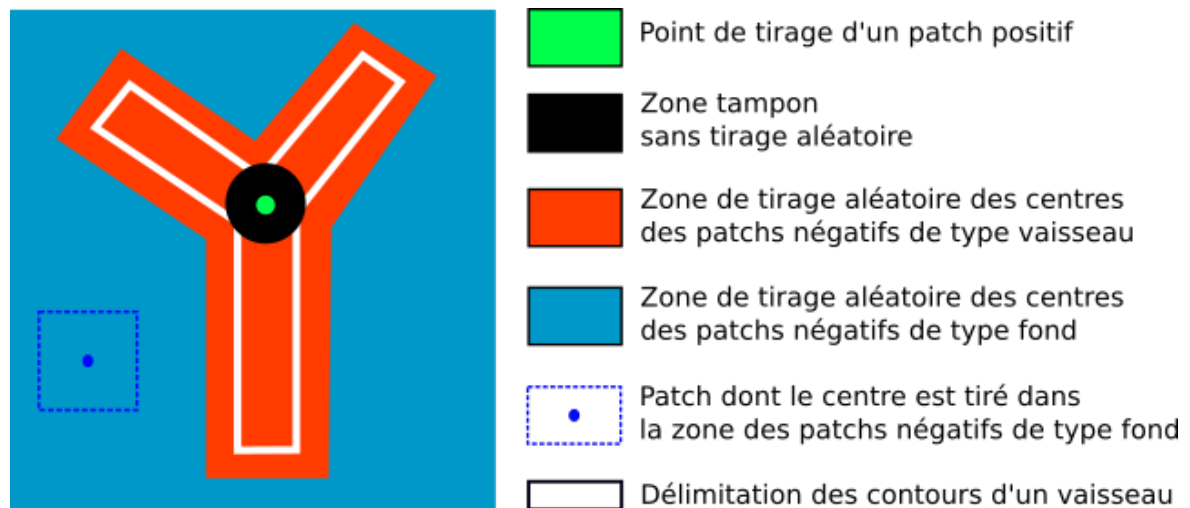 Point de tirage d'un patch positif
Zone tampon
sans tirage aléatoire
Zone de tirage aléatoire des centres
des patchs négatifs de type vaisseau
Zone de tirage aléatoire des centres
des patchs négatifs de type fond
Patch dont le centre est tiré dans
la zone des patchs négatifs de type fond
Délimitation des contours d'un vaisseau